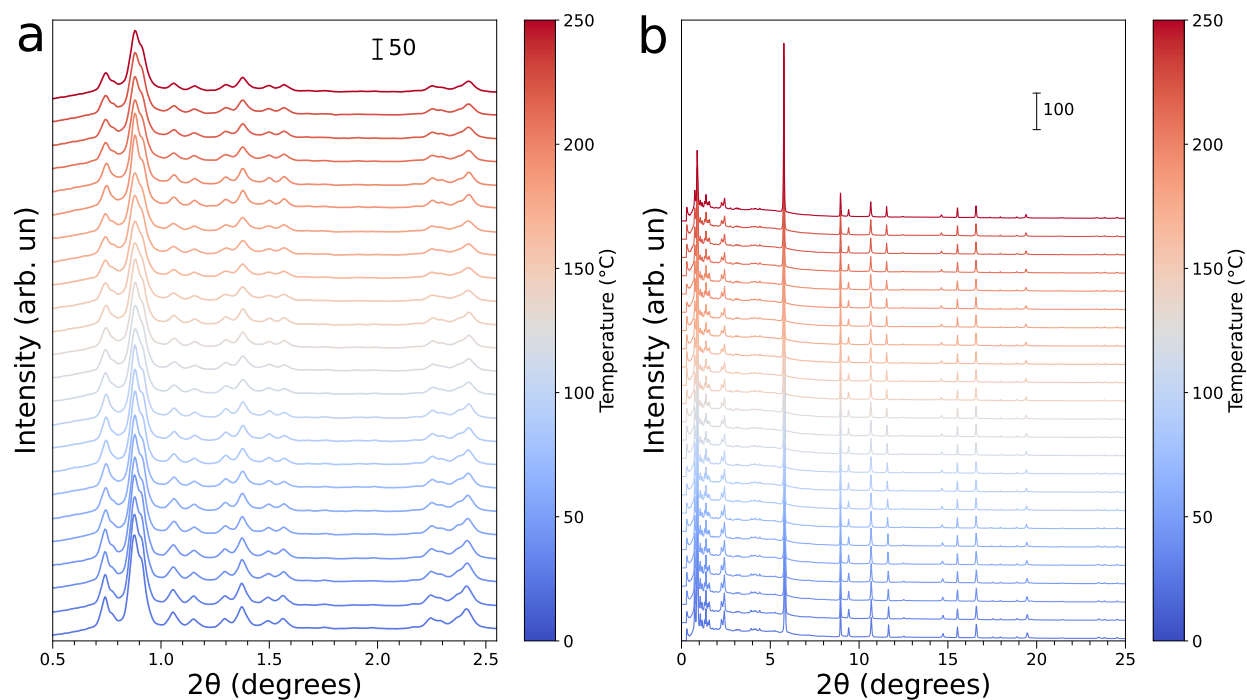 a
50
Intensity (arb. un)
0.5 1.0 1.5 2.0 2.5
2θ (degrees)
250
200
150
100
50
0
Temperature (°C)
b
100
Intensity (arb. un)
0 5 10 15 20 25
2θ (degrees)
250
200
150
100
50
0
Temperature (°C)